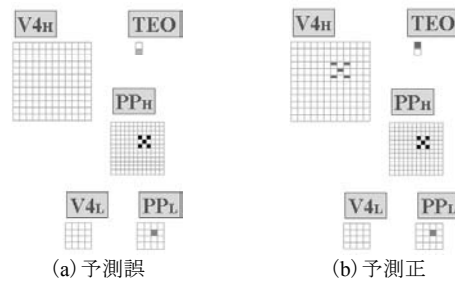 V4H TEO
PPH
V4L PPL
(a) 予測誤
V4H TEO
PPH
V4L PPL
(b) 予測正